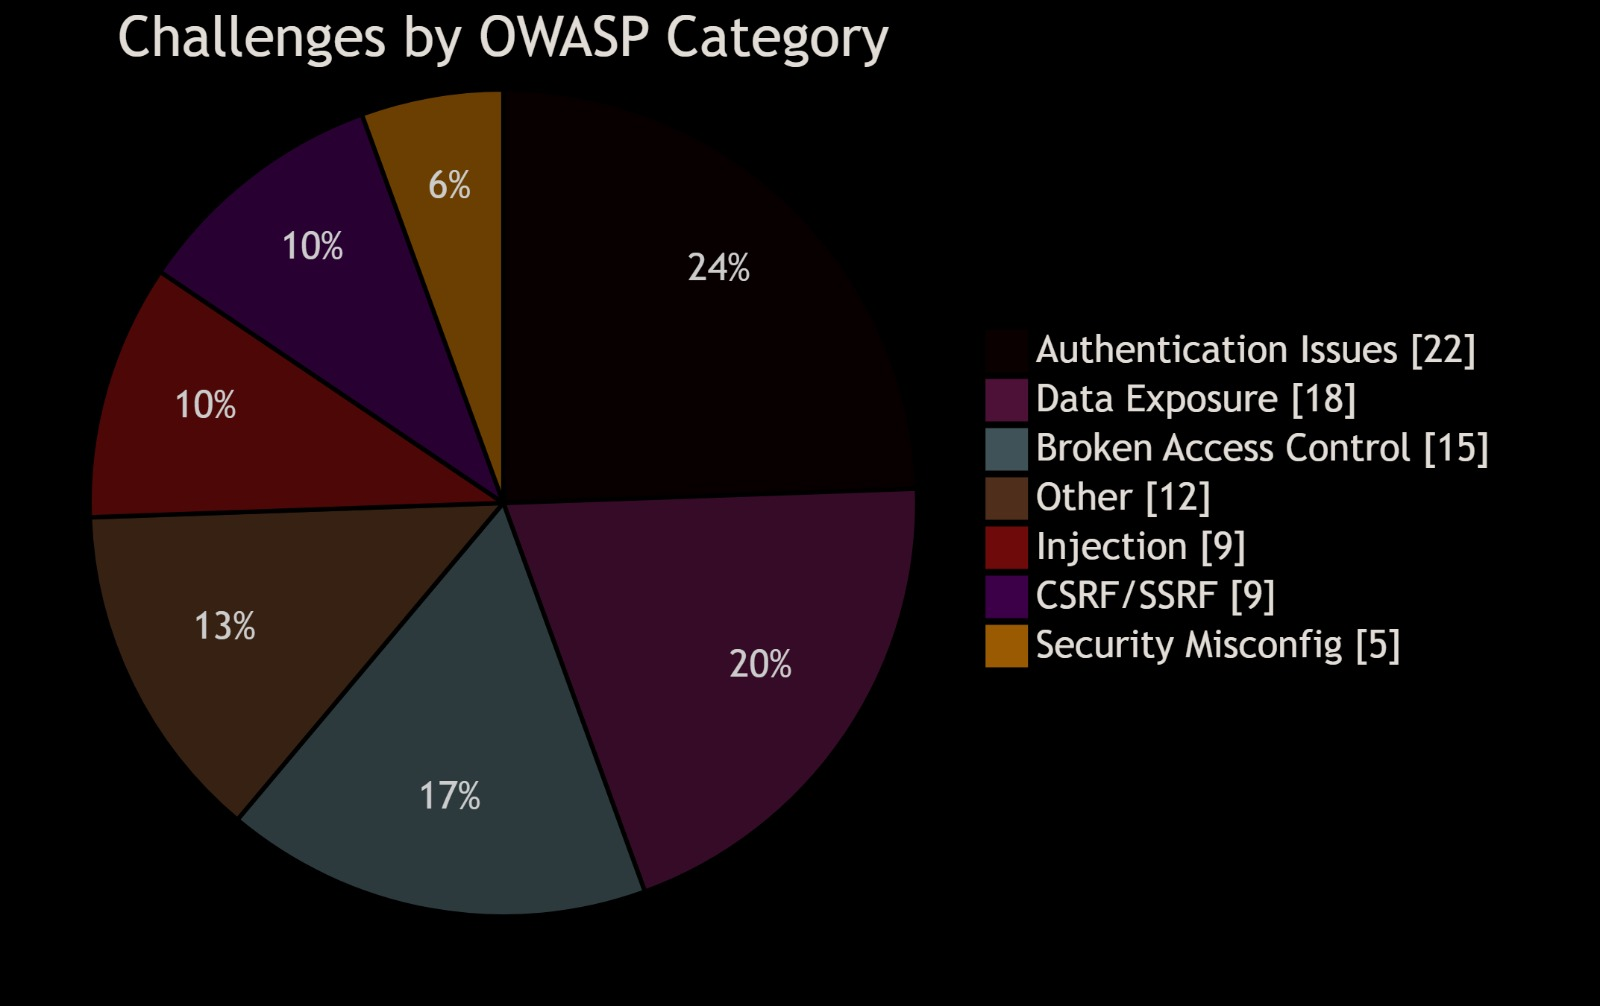 Challenges by OWASP Category
6%
10%
24%
10%
13%
20%
17%
Authentication Issues [22]
Data Exposure [18]
Broken Access Control [15]
Other [12]
Injection [9]
CSRF/SSRF [9]
Security Misconfig [5]